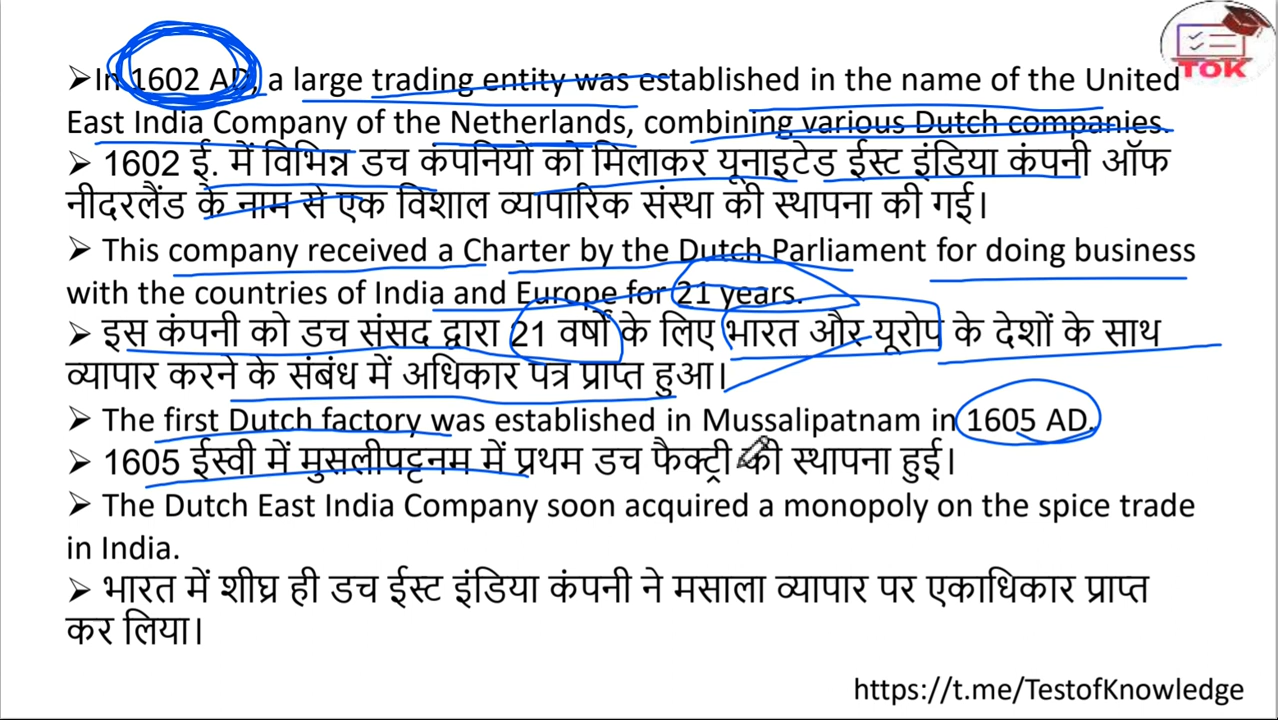 TOK
➢In 1602 AD, a large trading entity was established in the name of the United
East India Company of the Netherlands, combining various Dutch companies.
➢ 1602 ई. में विभिन्न डच कंपनियों को मिलाकर यूनाइटेड ईस्ट इंडिया कंपनी ऑफ
नीदरलैंड के नाम से एक विशाल व्यापारिक संस्था की स्थापना की गई।
➢ This company received a Charter by the Dutch Parliament for doing business
with the countries of India and Europe for 21 years.
➢ इस कंपनी को डच संसद द्वारा 21 वर्षों के लिए भारत और यूरोप के देशों के साथ
व्यापार करने के संबंध में अधिकार पत्र प्राप्त हुआ।
➢ The first Dutch factory was established in Mussalipatnam in 1605 AD.
➢ 1605 ईस्वी में मुसलीपट्टनम में प्रथम डच फैक्ट्री की स्थापना हुई।
➢ The Dutch East India Company soon acquired a monopoly on the spice trade
in India.
➢ भारत में शीघ्र ही डच ईस्ट इंडिया कंपनी ने मसाला व्यापार पर एकाधिकार प्राप्त
कर लिया।
https://t.me/TestofKnowledge